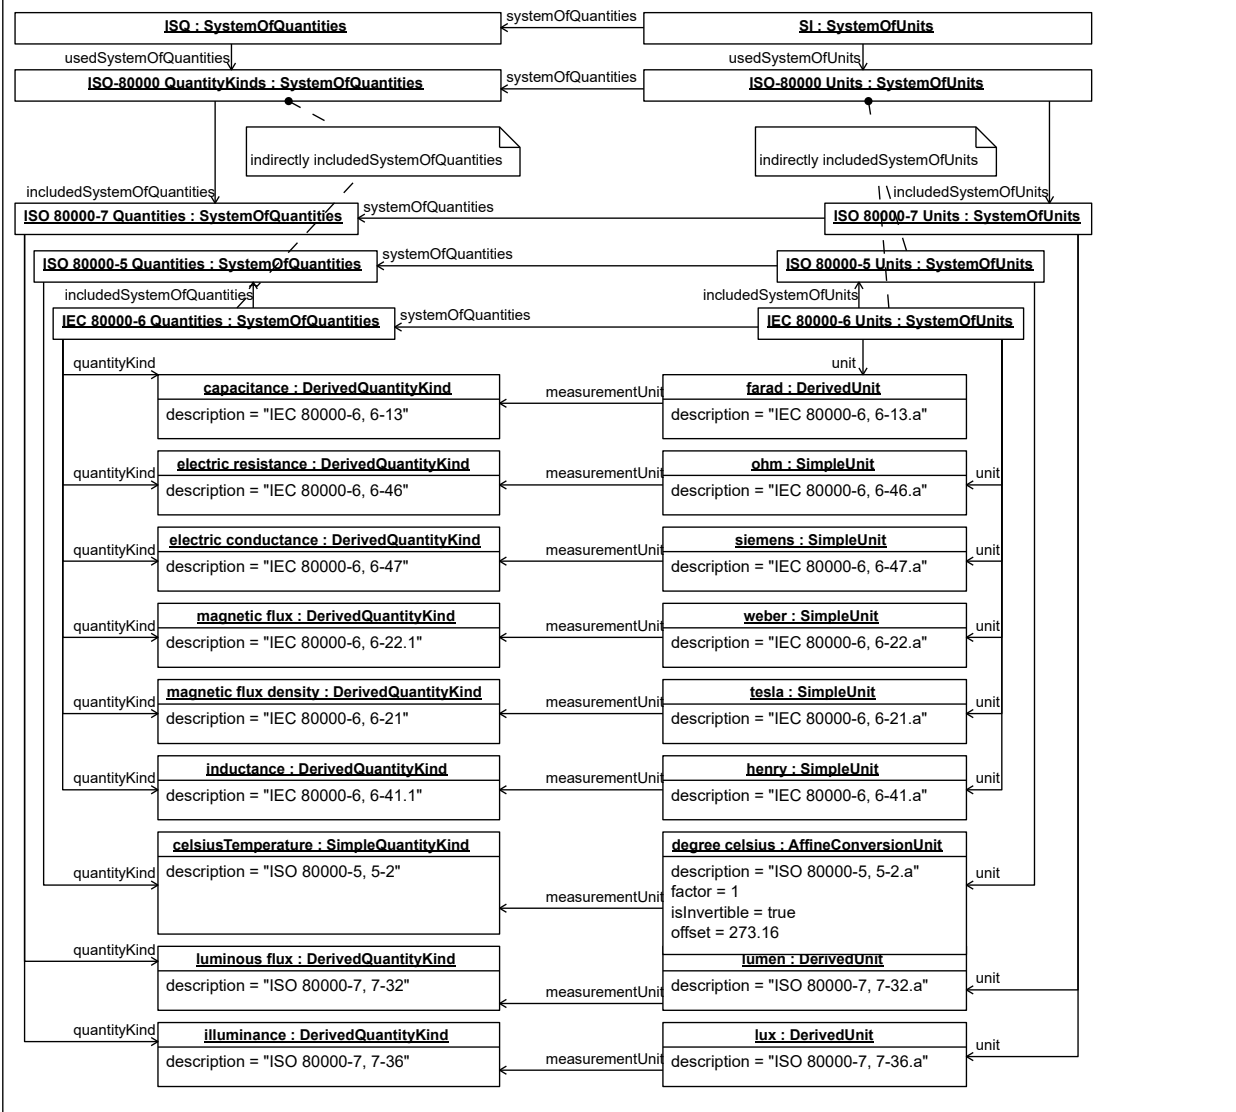 ISQ : SystemOfQuantities
systemOfQuantities
SI : SystemOfUnits
usedSystemOfQuantities
usedSystemOfUnits
ISO-80000 QuantityKinds : SystemOfQuantities
systemOfQuantities
ISO-80000 Units : SystemOfUnits
indirectly includedSystemOfQuantities
indirectly includedSystemOfUnits
includedSystemOfQuantities
includedSystemOfUnits
ISO 80000-7 Quantities : SystemOfQuantities
systemOfQuantities
ISO 80000-7 Units : SystemOfUnits
ISO 80000-5 Quantities : SystemOfQuantities
systemOfQuantities
ISO 80000-5 Units : SystemOfUnits
includedSystemOfQuantities
includedSystemOfUnits
IEC 80000-6 Quantities : SystemOfQuantities
systemOfQuantities
IEC 80000-6 Units : SystemOfUnits
quantityKind
unit
capacitance : DerivedQuantityKind
description = "IEC 80000-6, 6-13"
measurementUnit
farad : DerivedUnit
description = "IEC 80000-6, 6-13.a"
quantityKind
electric resistance : DerivedQuantityKind
description = "IEC 80000-6, 6-46"
measurementUnit
ohm : SimpleUnit
description = "IEC 80000-6, 6-46.a"
unit
quantityKind
electric conductance : DerivedQuantityKind
description = "IEC 80000-6, 6-47"
measurementUnit
siemens : SimpleUnit
description = "IEC 80000-6, 6-47.a"
unit
quantityKind
magnetic flux : DerivedQuantityKind
description = "IEC 80000-6, 6-22.1"
measurementUnit
weber : SimpleUnit
description = "IEC 80000-6, 6-22.a"
unit
quantityKind
magnetic flux density : DerivedQuantityKind
description = "IEC 80000-6, 6-21"
measurementUnit
tesla : SimpleUnit
description = "IEC 80000-6, 6-21.a"
unit
quantityKind
inductance : DerivedQuantityKind
description = "IEC 80000-6, 6-41.1"
measurementUnit
henry : SimpleUnit
description = "IEC 80000-6, 6-41.a"
unit
quantityKind
celsiusTemperature : SimpleQuantityKind
description = "ISO 80000-5, 5-2"
measurementUnit
degree celsius : AffineConversionUnit
description = "ISO 80000-5, 5-2.a"
factor = 1
isInvertible = true
offset = 273.16
unit
quantityKind
luminous flux : DerivedQuantityKind
description = "ISO 80000-7, 7-32"
measurementUnit
lumen : DerivedUnit
description = "ISO 80000-7, 7-32.a"
unit
quantityKind
illuminance : DerivedQuantityKind
description = "ISO 80000-7, 7-36"
measurementUnit
lux : DerivedUnit
description = "ISO 80000-7, 7-36.a"
unit